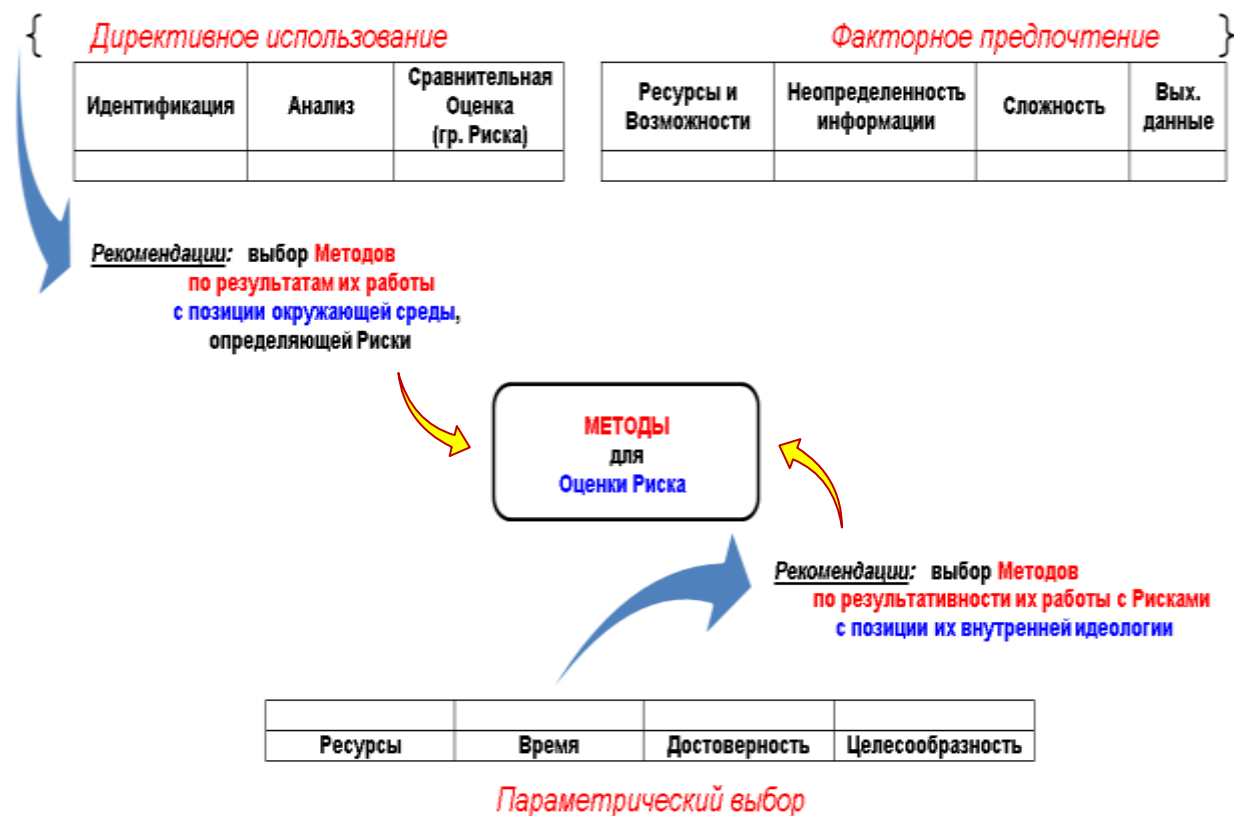 { Директивное использование
Факторное предпочтение }
Идентификация
Анализ
Сравнительная
Оценка
(гр. Риска)
Ресурсы и
Возможности
Неопределенность
информации
Сложность
Вых.
данные
Рекомендации: выбор Методов
по результатам их работы
с позиции окружающей среды,
определяющей Риски
МЕТОДЫ
для
Оценки Риска
Рекомендации: выбор Методов
по результативности их работы с Рисками
с позиции их внутренней идеологии
Ресурсы
Время
Достоверность
Целесообразность
Параметрический выбор